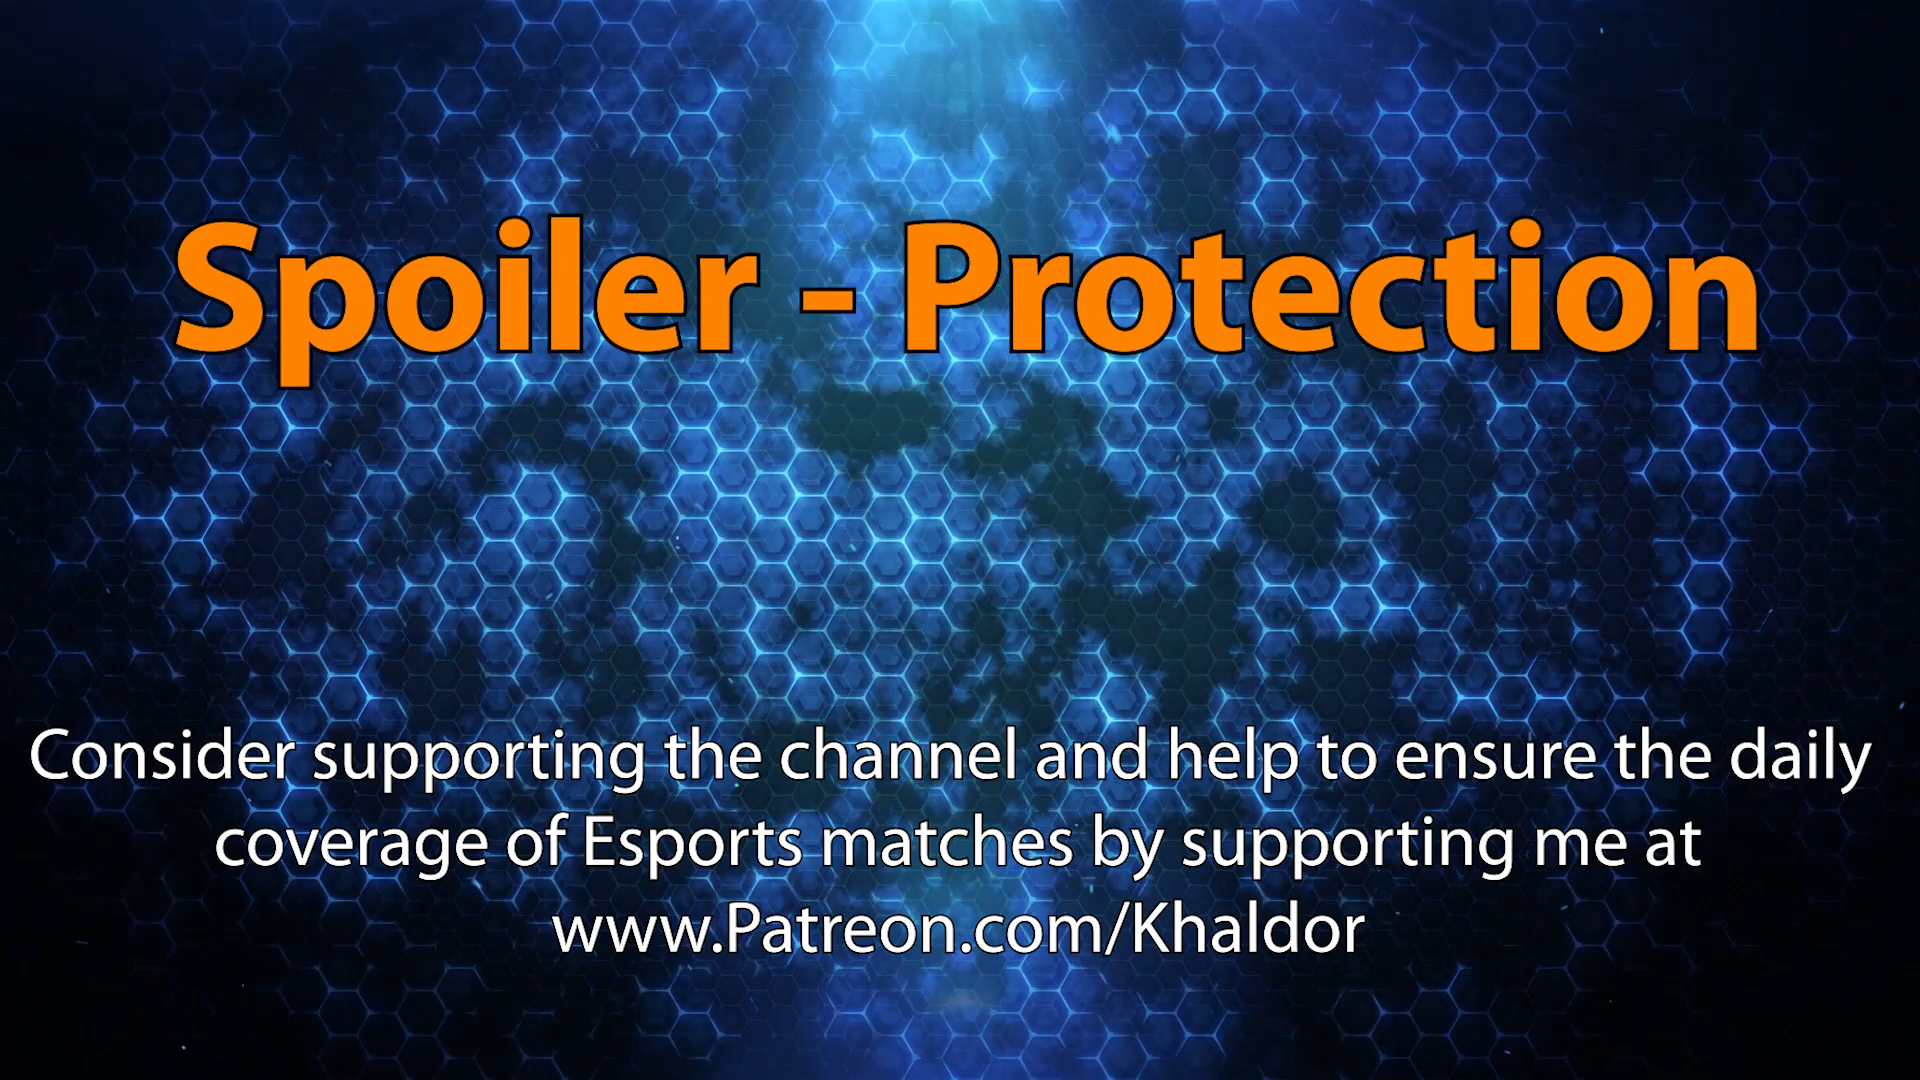 Spoiler - Protection
Consider supporting the channel and help to ensure the daily
coverage of Esports matches by supporting me at
www.Patreon.com/Khaldor